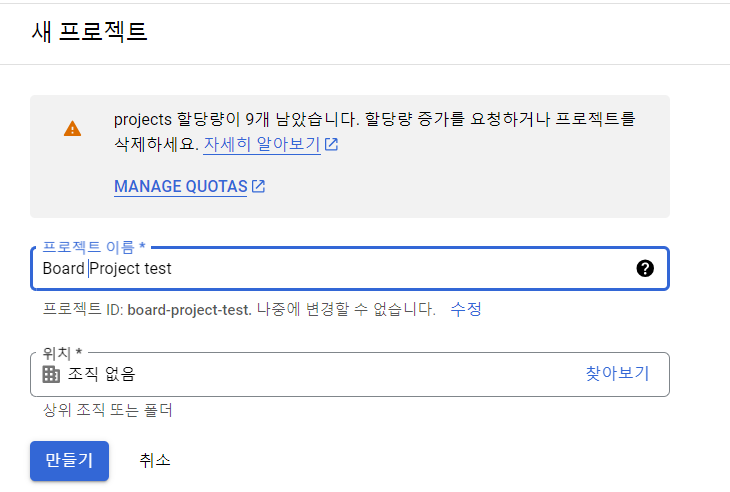 새 프로젝트
projects 할당량이 9개 남았습니다. 할당량 증가를 요청하거나 프로젝트를
삭제하세요. 자세히 알아보기
MANAGE QUOTAS
프로젝트 이름 *
Board Project test
프로젝트 ID: board-project-test. 나중에 변경할 수 없습니다. 수정
위치 *
조직 없음 찾아보기
상위 조직 또는 폴더
만들기 취소